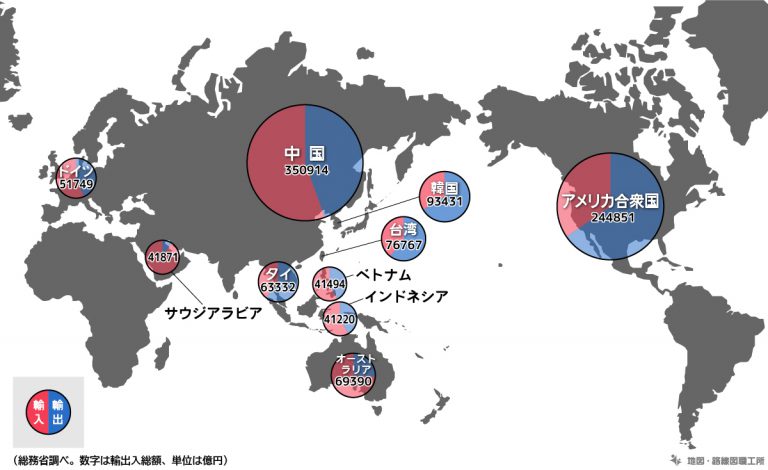 中国
350914
ドイツ
51749
韓国
93431
アメリカ合衆国
244851
台湾
76767
41871
サウジアラビア
タイ
63332
41494
ベトナム
インドネシア
41220
オースト
ラリア
69390
輸入
輸出
(総務省調べ。数字は輸出入総額、単位は億円)
地図・路線図職工所